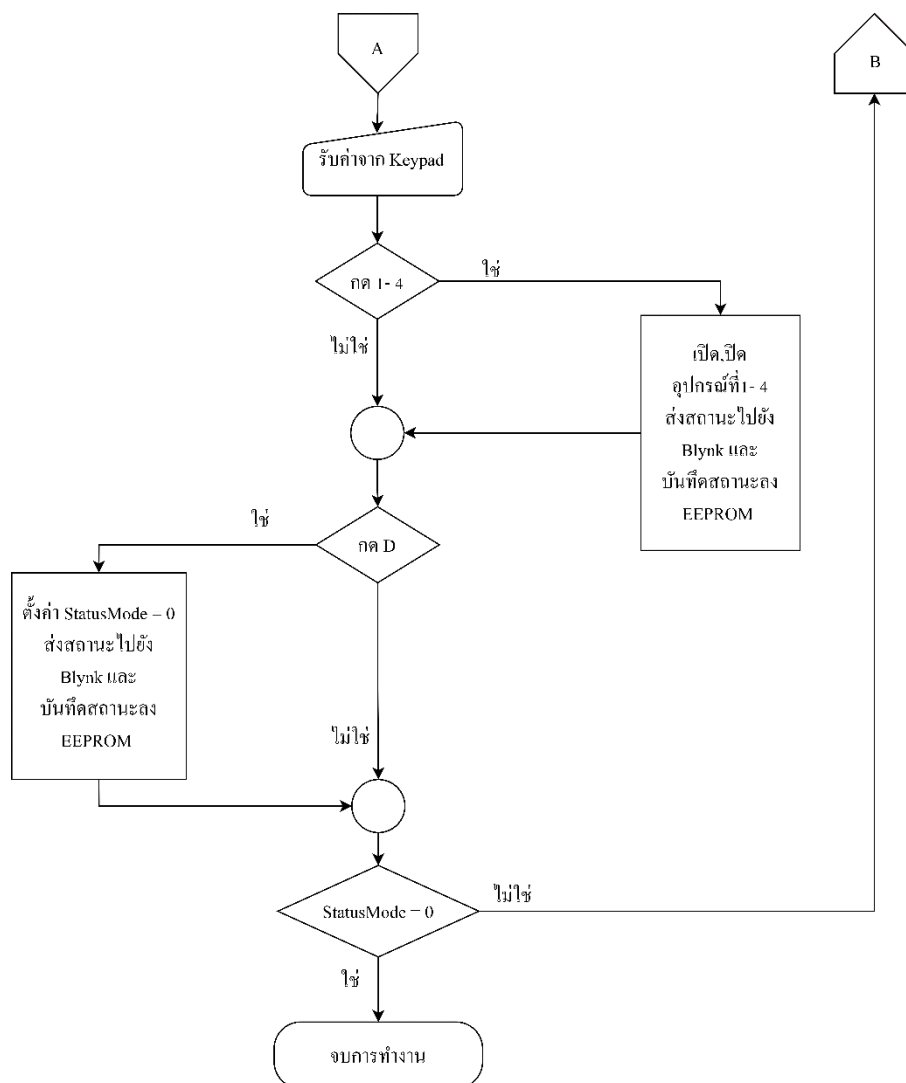 A
B
รับค่าจาก Keypad
กด 1- 4
ใช่
ไม่ใช่
เปิด,ปิด
อุปกรณ์ที่1- 4
ส่งสถานะไปยัง
Blynk และ
บันทึดสถานะลง
EEPROM
กด D
ใช่
ตั้งค่า StatusMode = 0
ส่งสถานะไปยัง
Blynk และ
บันทึดสถานะลง
EEPROM
ไม่ใช่
StatusMode = 0
ไม่ใช่
ใช่
จบการทำงาน